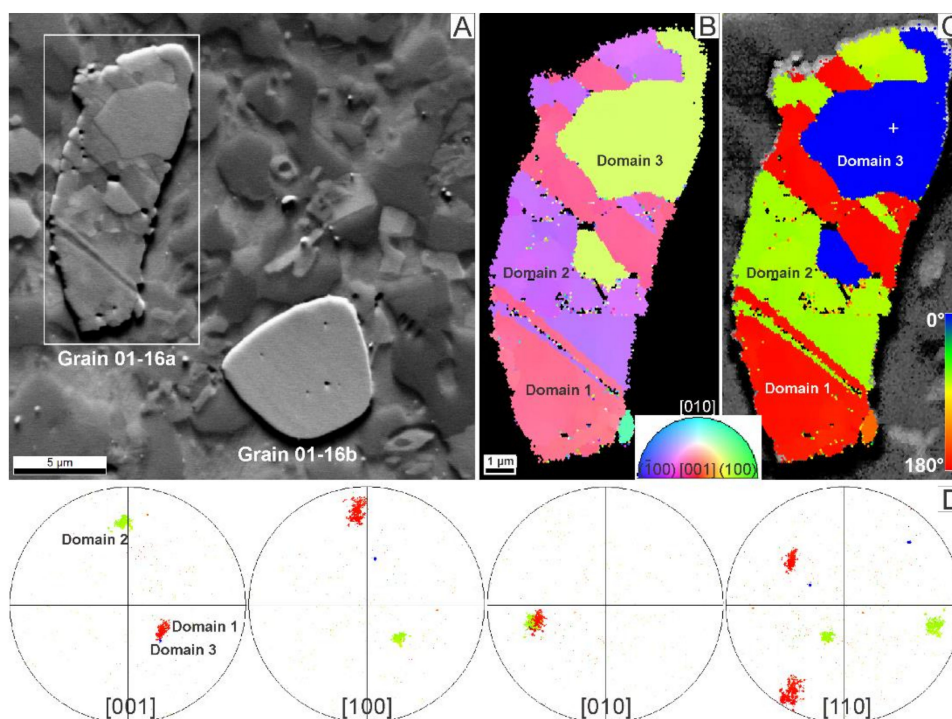 A
B
C
Grain 01-16a
Grain 01-16b
5 µm
Domain 3
Domain 2
Domain 1
1 µm
[010]
(̄100) [001] (100)
Domain 3
Domain 2
Domain 1
0°
180°
D
Domain 2
Domain 1
Domain 3
[001]
[100]
[010]
[110]